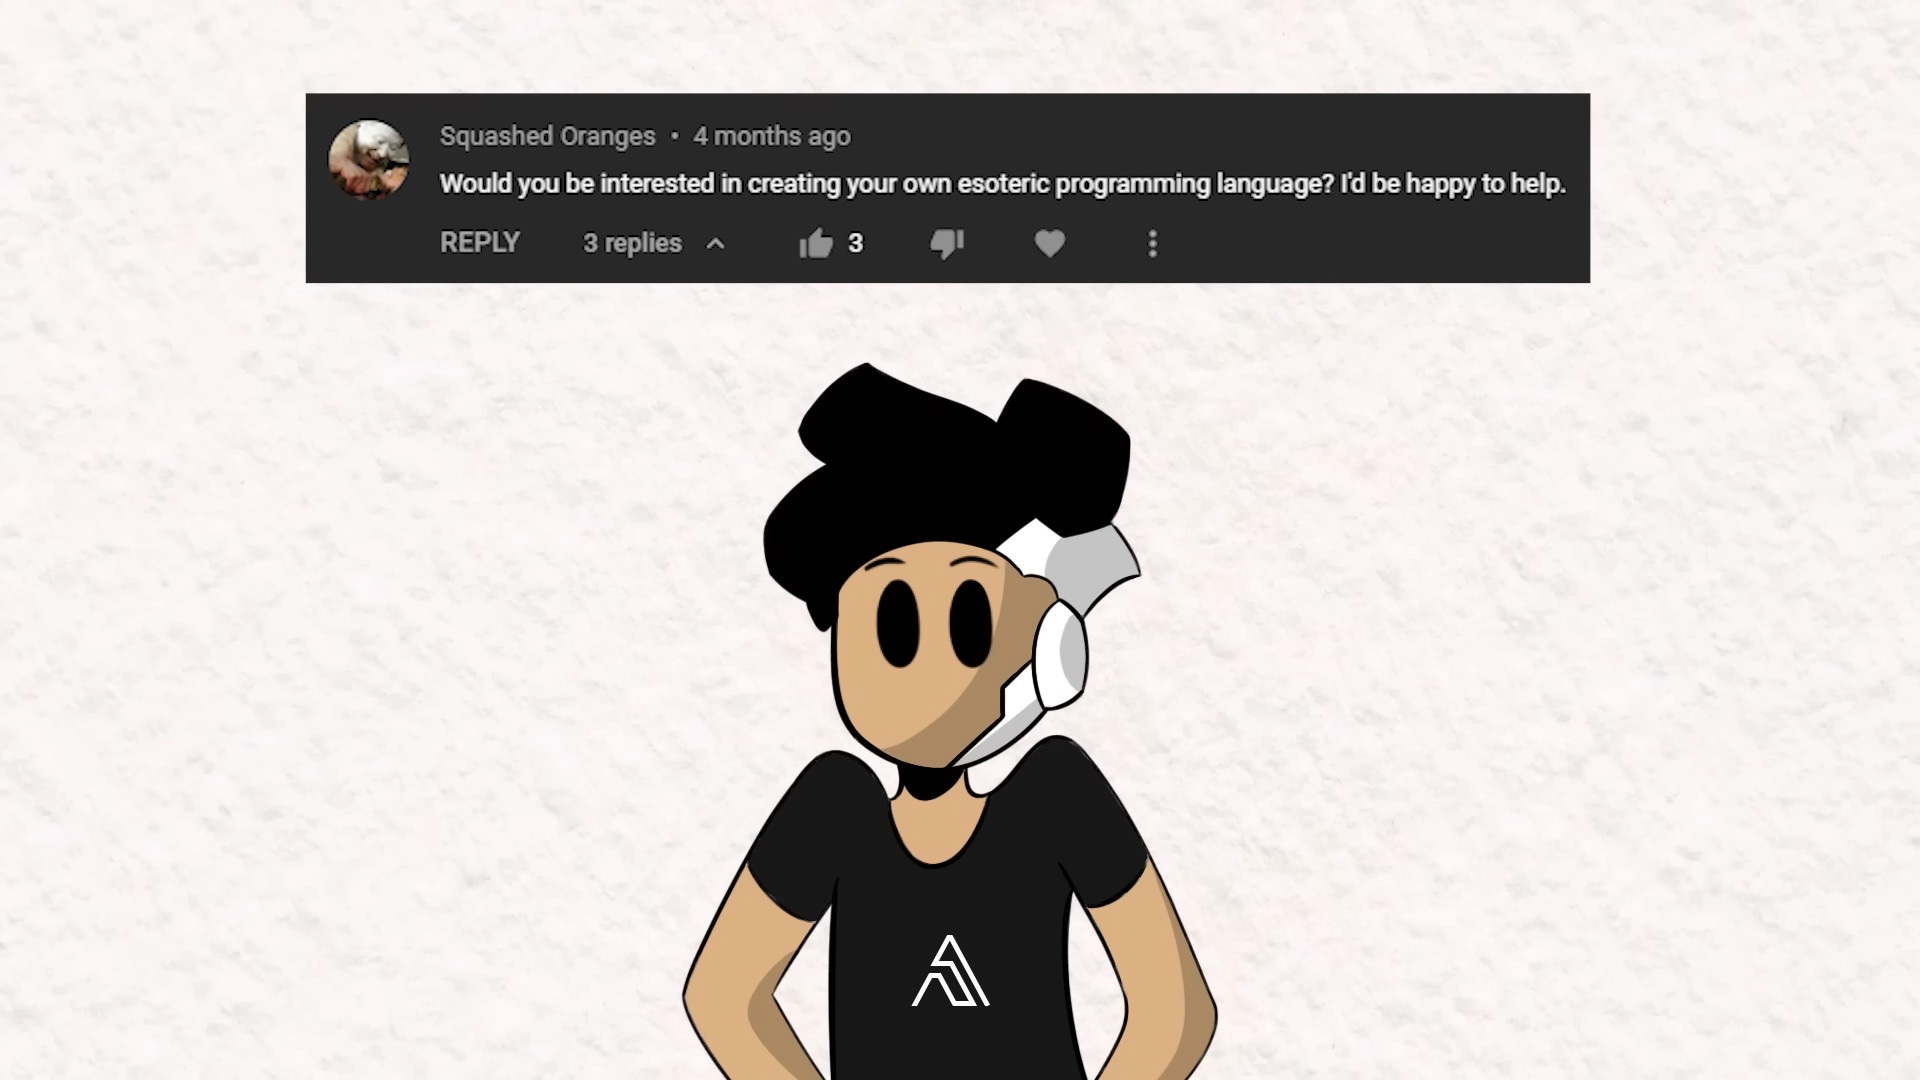 Squashed Oranges • 4 months ago
Would you be interested in creating your own esoteric programming language? I'd be happy to help.
REPLY 3 replies 3